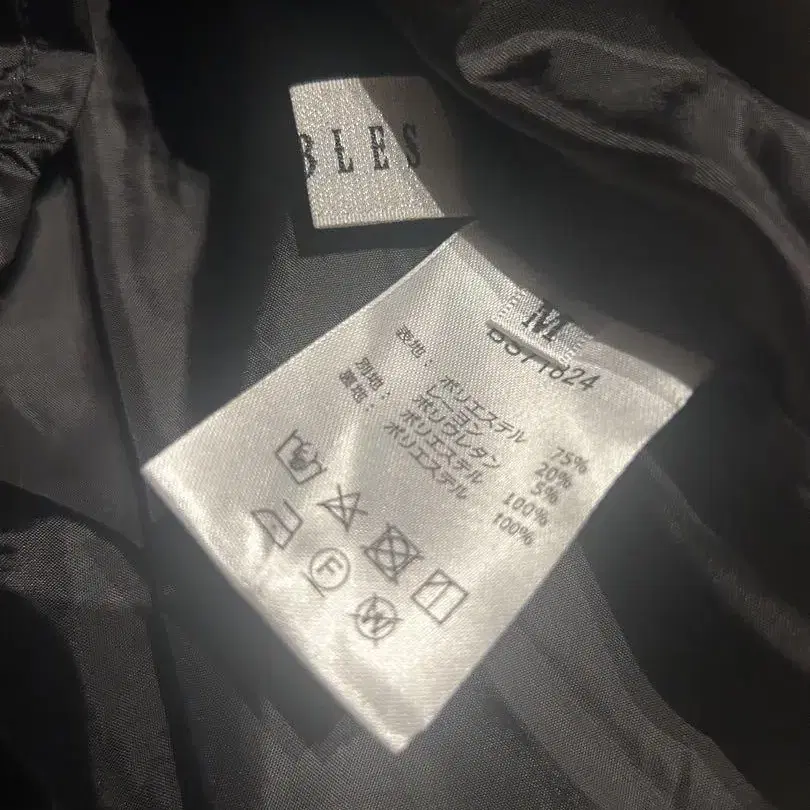 BLES
M
表地： ポリエステル 75%
レーヨン 20%
ポリウレタン 5%
別地： ポリエステル 100%
裏地： ポリエステル 100%
F
W